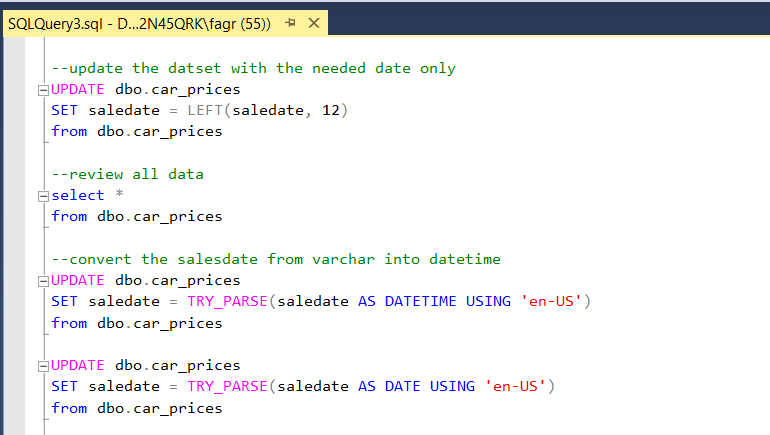 SQLQuery3.sql - D...2N45QRK\fagr (55))
--update the datset with the needed date only
UPDATE dbo.car_prices
SET saledate = LEFT(saledate, 12)
from dbo.car_prices
--review all data
select *
from dbo.car_prices
--convert the salesdate from varchar into datetime
UPDATE dbo.car_prices
SET saledate = TRY_PARSE(saledate AS DATETIME USING 'en-US')
from dbo.car_prices
UPDATE dbo.car_prices
SET saledate = TRY_PARSE(saledate AS DATE USING 'en-US')
from dbo.car_prices